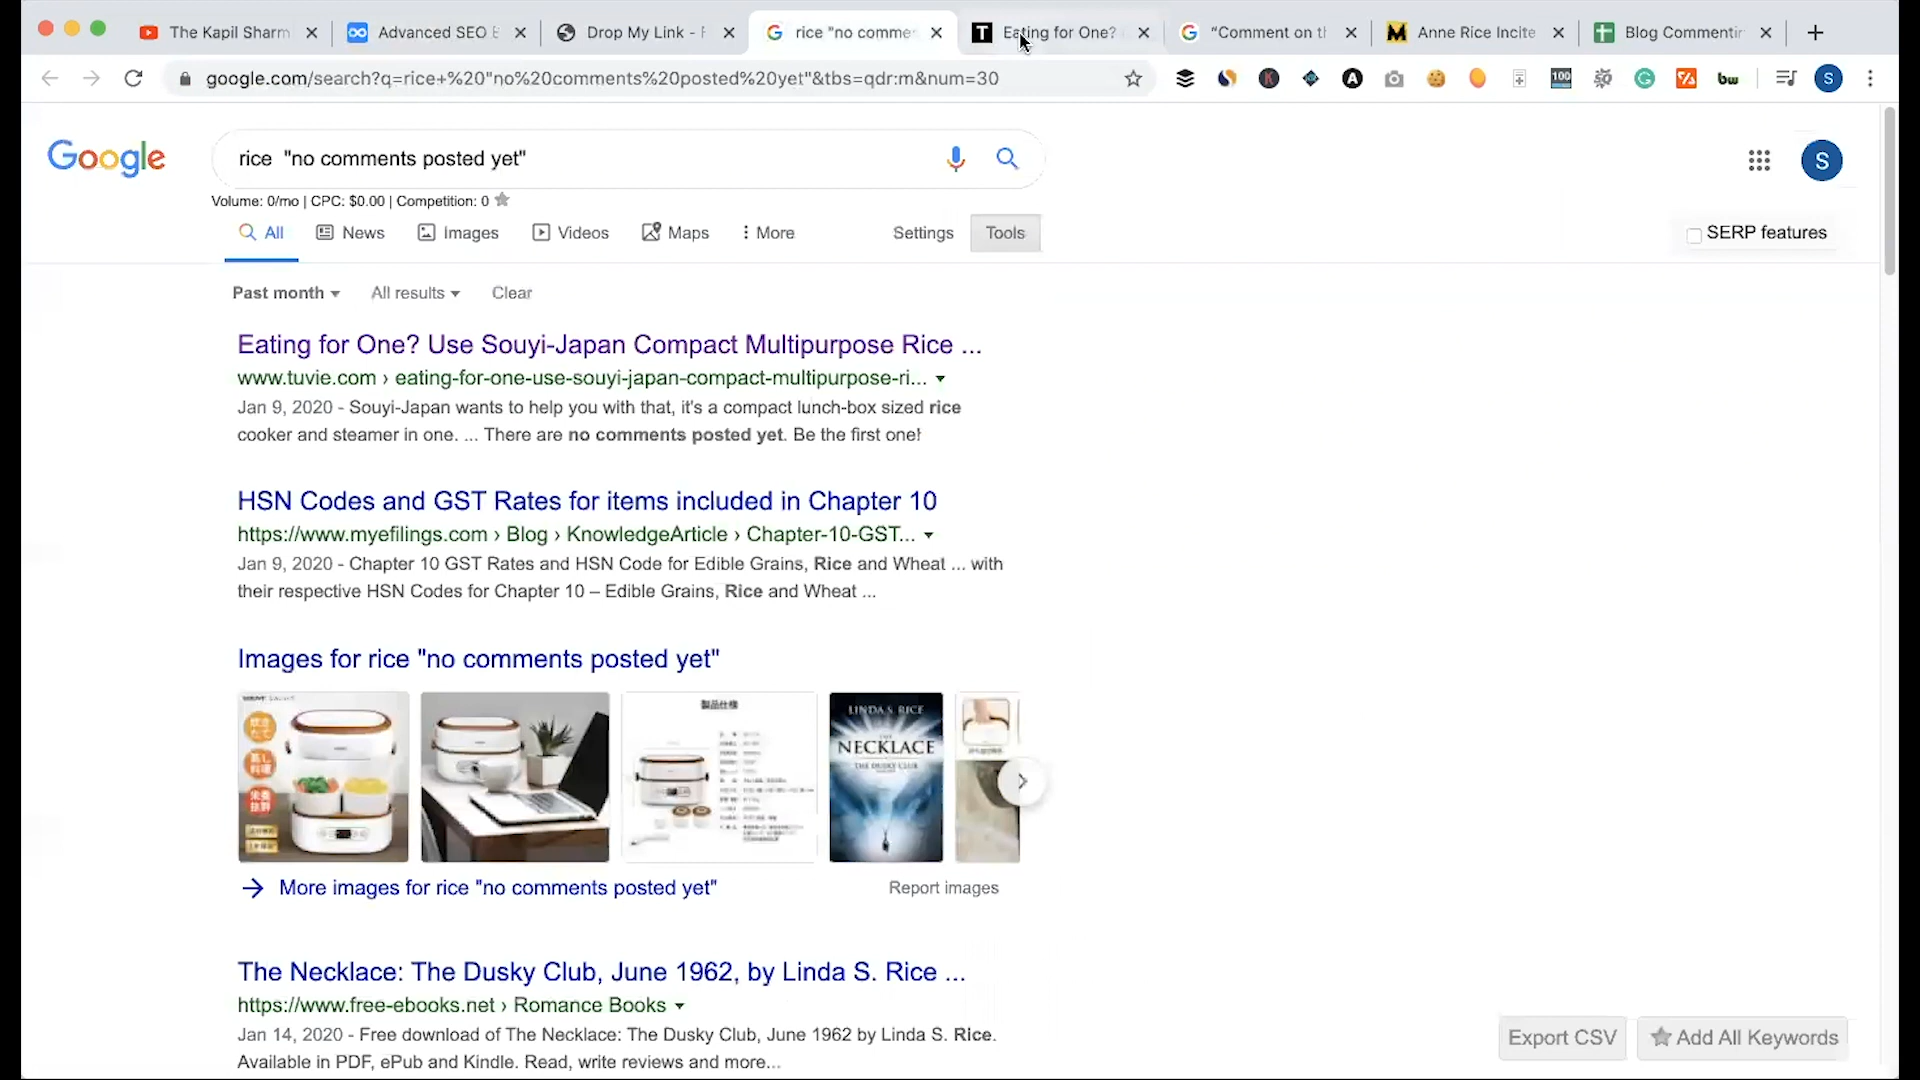 The Kapil Sharm
Advanced SEO E
Drop My Link - F
rice "no comme
Eating for One?
"Comment on th
Anne Rice Incite
Blog Commentin
google.com/search?q=rice+%20"no%20comments%20posted%20yet"&tbs=qdr:m&num=30
100
bw
S
Google
rice "no comments posted yet"
S
Volume: 0/mo | CPC: $0.00 | Competition: 0
All
News
Images
Videos
Maps
More
Settings
Tools
SERP features
Past month
All results
Clear
Eating for One? Use Souyi-Japan Compact Multipurpose Rice ...
www.tuvie.com › eating-for-one-use-souyi-japan-compact-multipurpose-ri...
Jan 9, 2020 - Souyi-Japan wants to help you with that, it's a compact lunch-box sized rice
cooker and steamer in one. ... There are no comments posted yet. Be the first one!
HSN Codes and GST Rates for items included in Chapter 10
https://www.myefilings.com › Blog › KnowledgeArticle › Chapter-10-GST...
Jan 9, 2020 - Chapter 10 GST Rates and HSN Code for Edible Grains, Rice and Wheat ... with
their respective HSN Codes for Chapter 10 – Edible Grains, Rice and Wheat ...
Images for rice "no comments posted yet"
製品仕様
LINDA S. RICE
NECKLACE
THE DUSKY CLUB
More images for rice "no comments posted yet"
Report images
The Necklace: The Dusky Club, June 1962, by Linda S. Rice ...
https://www.free-ebooks.net › Romance Books
Jan 14, 2020 - Free download of The Necklace: The Dusky Club, June 1962 by Linda S. Rice.
Available in PDF, ePub and Kindle. Read, write reviews and more...
Export CSV
Add All Keywords